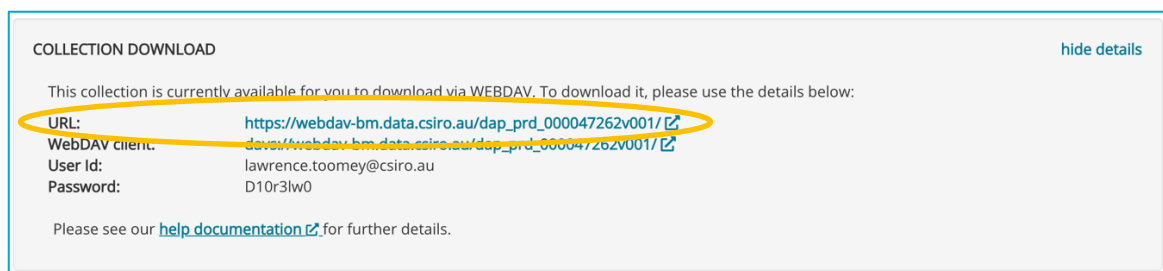 COLLECTION DOWNLOAD hide details
This collection is currently available for you to download via WEBDAV. To download it, please use the details below:
URL: https://webdav-bm.data.csiro.au/dap_prd_000047262v001/
WebDAV client: davs://webdav-bm.data.csiro.au/dap_prd_000047262v001/
User Id: lawrence.toomey@csiro.au
Password: D10r3lw0
Please see our help documentation for further details.